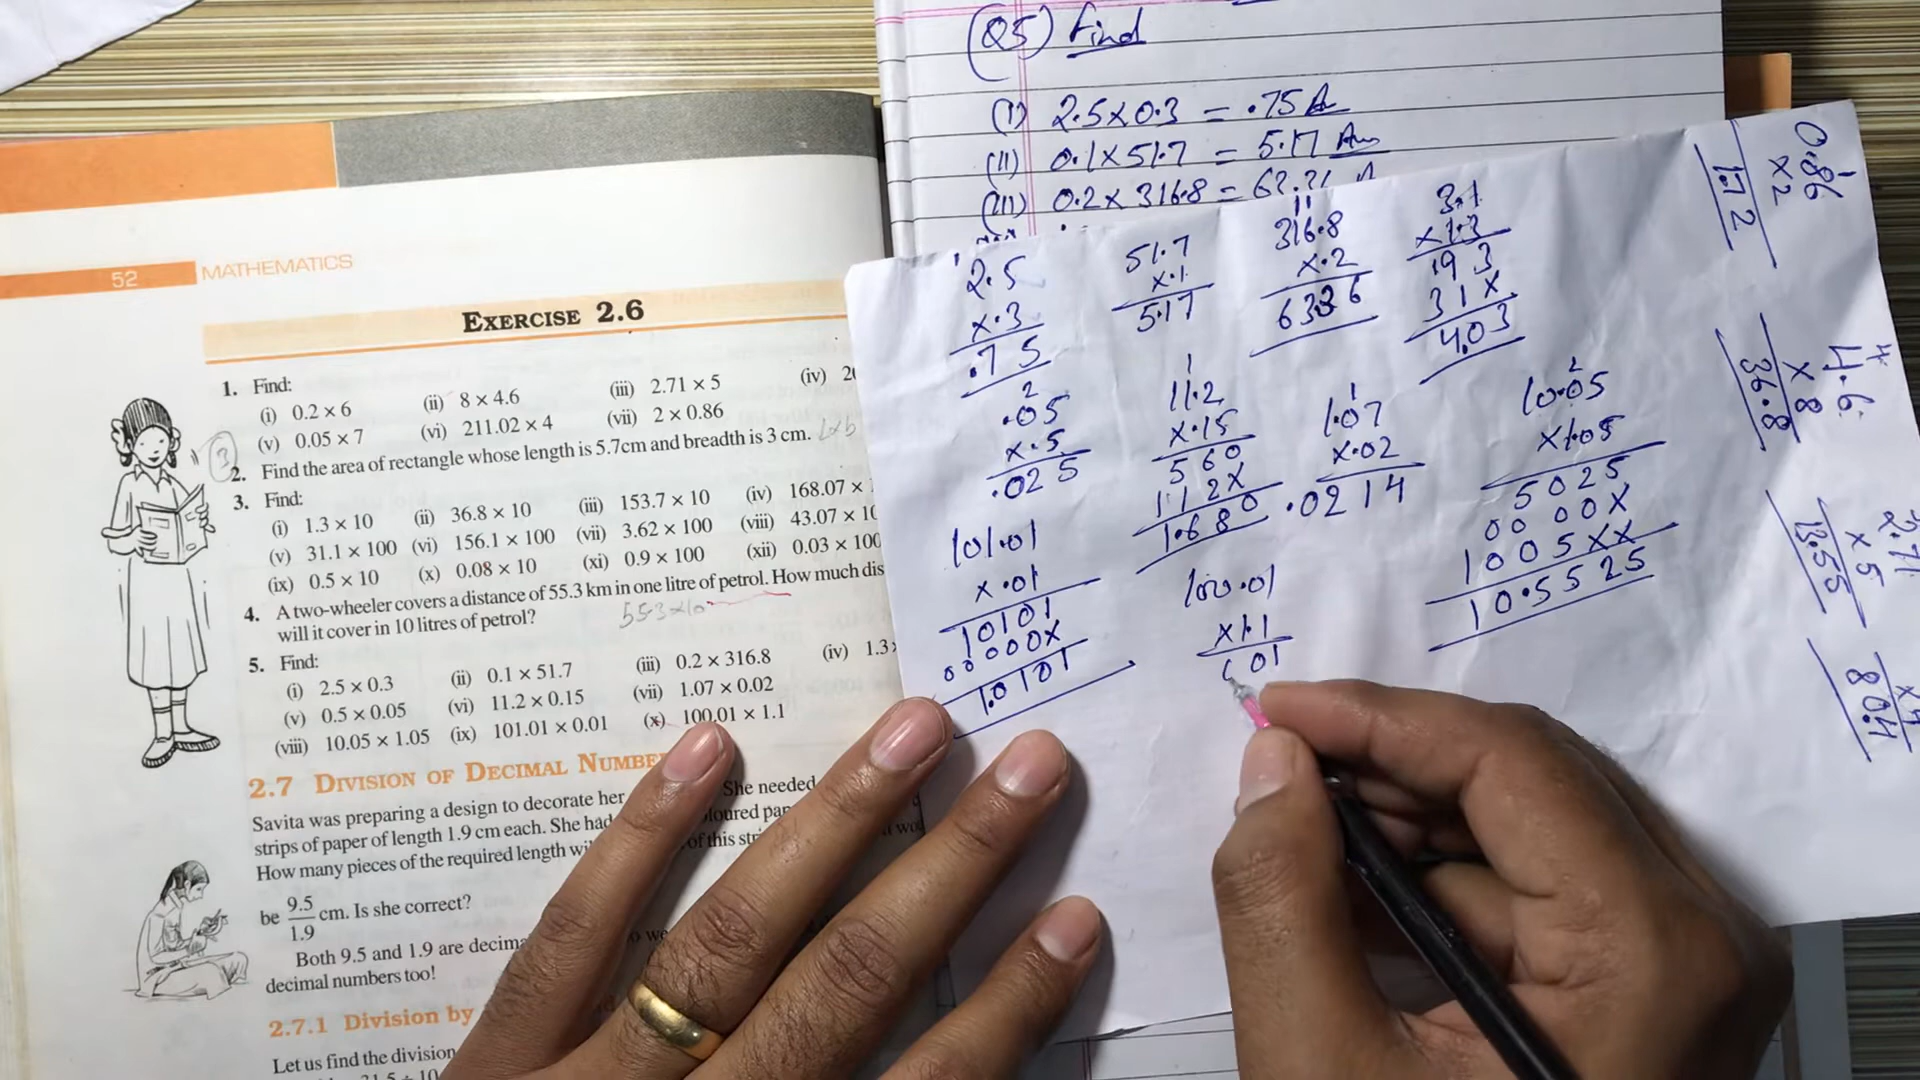 52 MATHEMATICS
EXERCISE 2.6
1. Find:
(i) 0.2 × 6 (ii) 8 × 4.6 (iii) 2.71 × 5 (iv)
(v) 0.05 × 7 (vi) 211.02 × 4 (vii) 2 × 0.86
2. Find the area of rectangle whose length is 5.7cm and breadth is 3 cm.
3. Find:
(i) 1.3 × 10 (ii) 36.8 × 10 (iii) 153.7 × 10 (iv) 168.07 ×
(v) 31.1 × 100 (vi) 156.1 × 100 (vii) 3.62 × 100 (viii) 43.07 ×
(ix) 0.5 × 10 (x) 0.08 × 10 (xi) 0.9 × 100 (xii) 0.03 ×
4. A two-wheeler covers a distance of 55.3 km in one litre of petrol. How much
will it cover in 10 litres of petrol?
55.3×10
5. Find:
(i) 2.5 × 0.3 (ii) 0.1 × 51.7 (iii) 0.2 × 316.8 (iv) 1.3
(v) 0.5 × 0.05 (vi) 11.2 × 0.15 (vii) 1.07 × 0.02
(viii) 10.05 × 1.05 (ix) 101.01 × 0.01 (x) 100.01 × 1.1
2.7 DIVISION OF DECIMAL
Savita was preparing a design to decorate her She needed
strips of paper of length 1.9 cm each. She had
How many pieces of the required length of this
be 9.5/1.9 cm. Is she correct?
Both 9.5 and 1.9 are
decimal numbers too!
2.7.1 Division by
Let us find the division
(Q5) Find
(I) 2.5×0.3 = .75
(II) 0.1×51.7 = 5.17 Ans
(III) 0.2×316.8 =
2.5
×.3
.75
51.7
×.1
5.17
316.8
×.2
3.1
×1.3
193
31×
4.03
.05
×.5
.025
11.2
×.15
560
112×
1.680
1.07
×.02
.0214
10.05
×1.05
5025
0000×
1005××
10.5525
101.01
×.01
10101
00000×
1.0101
100.01
×1.1
001
0.86
×2
1.72
4.6
×8
36.8
2.71
×5
13.55
×4